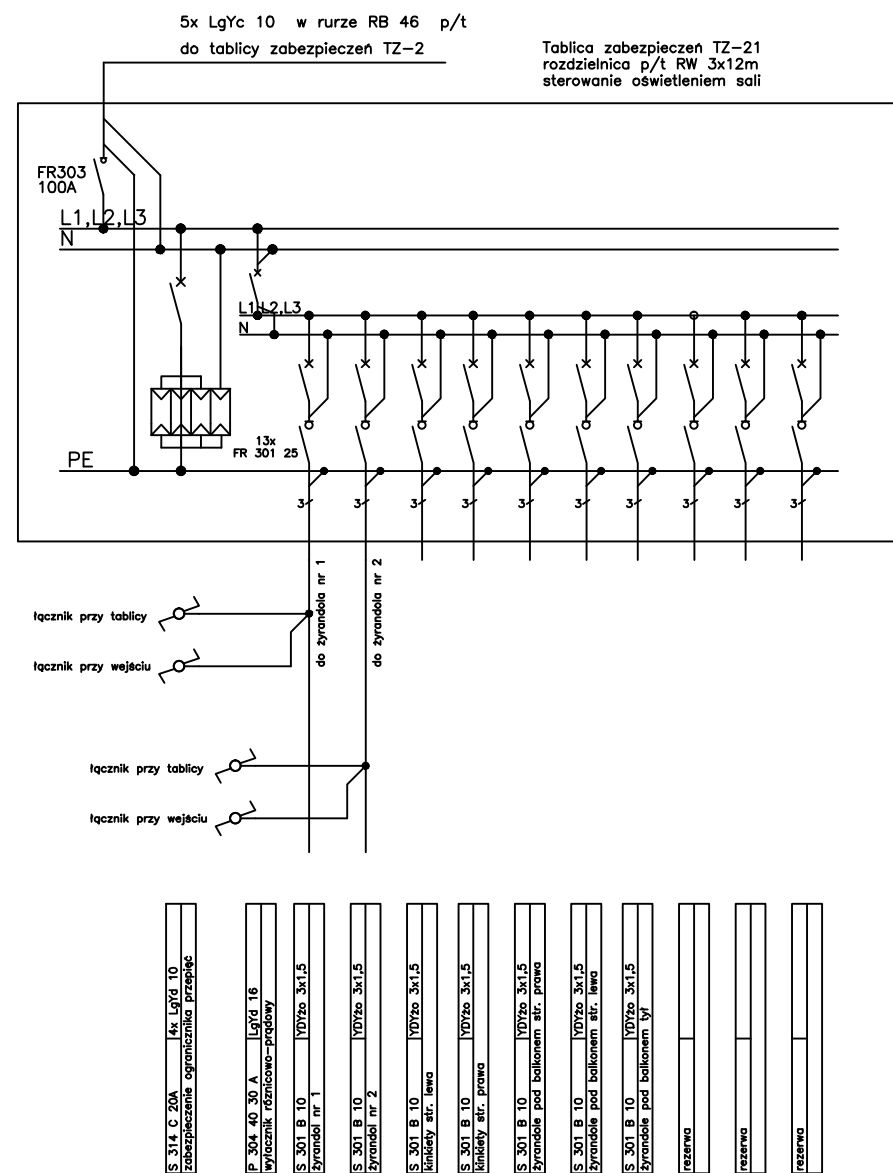 5x LgYc 10 w rurze RB 46 p/t
do tablicy zabezpieczeń TZ-2
Tablica zabezpieczeń TZ-21
rozdzielnica p/t RW 3x12m
sterowanie oświetleniem sali
FR303
100A
L1,L2,L3
N
L1,L2,L3
N
13x
FR 301 25
PE
3
3
3
3
3
3
3
3
3
3
do żyrandola nr 1
do żyrandola nr 2
łącznik przy tablicy
łącznik przy wejściu
łącznik przy tablicy
łącznik przy wejściu
S 314 C 20A 4x LgYd 10
zabezpieczenie ogranicznika przepięć
P 304 40 30 A LgYd 16
wyłacznik różnicowo-prądowy
S 301 B 10 YDYżo 3x1,5
żyrandol nr 1
S 301 B 10 YDYżo 3x1,5
żyrandol nr 2
S 301 B 10 YDYżo 3x1,5
kinkiety str. lewa
S 301 B 10 YDYżo 3x1,5
kinkiety str. prawa
S 301 B 10 YDYżo 3x1,5
żyrandole pod balkonem str. prawa
S 301 B 10 YDYżo 3x1,5
żyrandole pod balkonem str. lewa
S 301 B 10 YDYżo 3x1,5
żyrandole pod balkonem tył
rezerwa
rezerwa
rezerwa